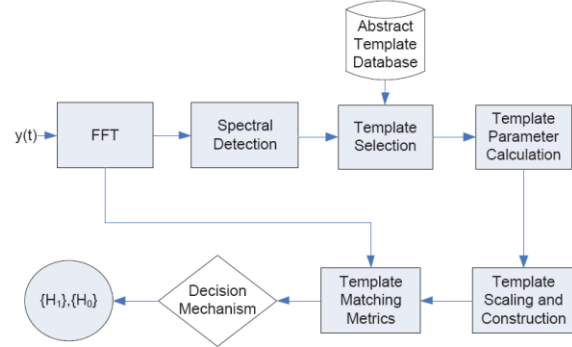 Abstract
Template
Database
y(t)
FFT
Spectral
Detection
Template
Selection
Template
Parameter
Calculation
{H₁},{H₀}
Decision
Mechanism
Template
Matching
Metrics
Template
Scaling and
Construction